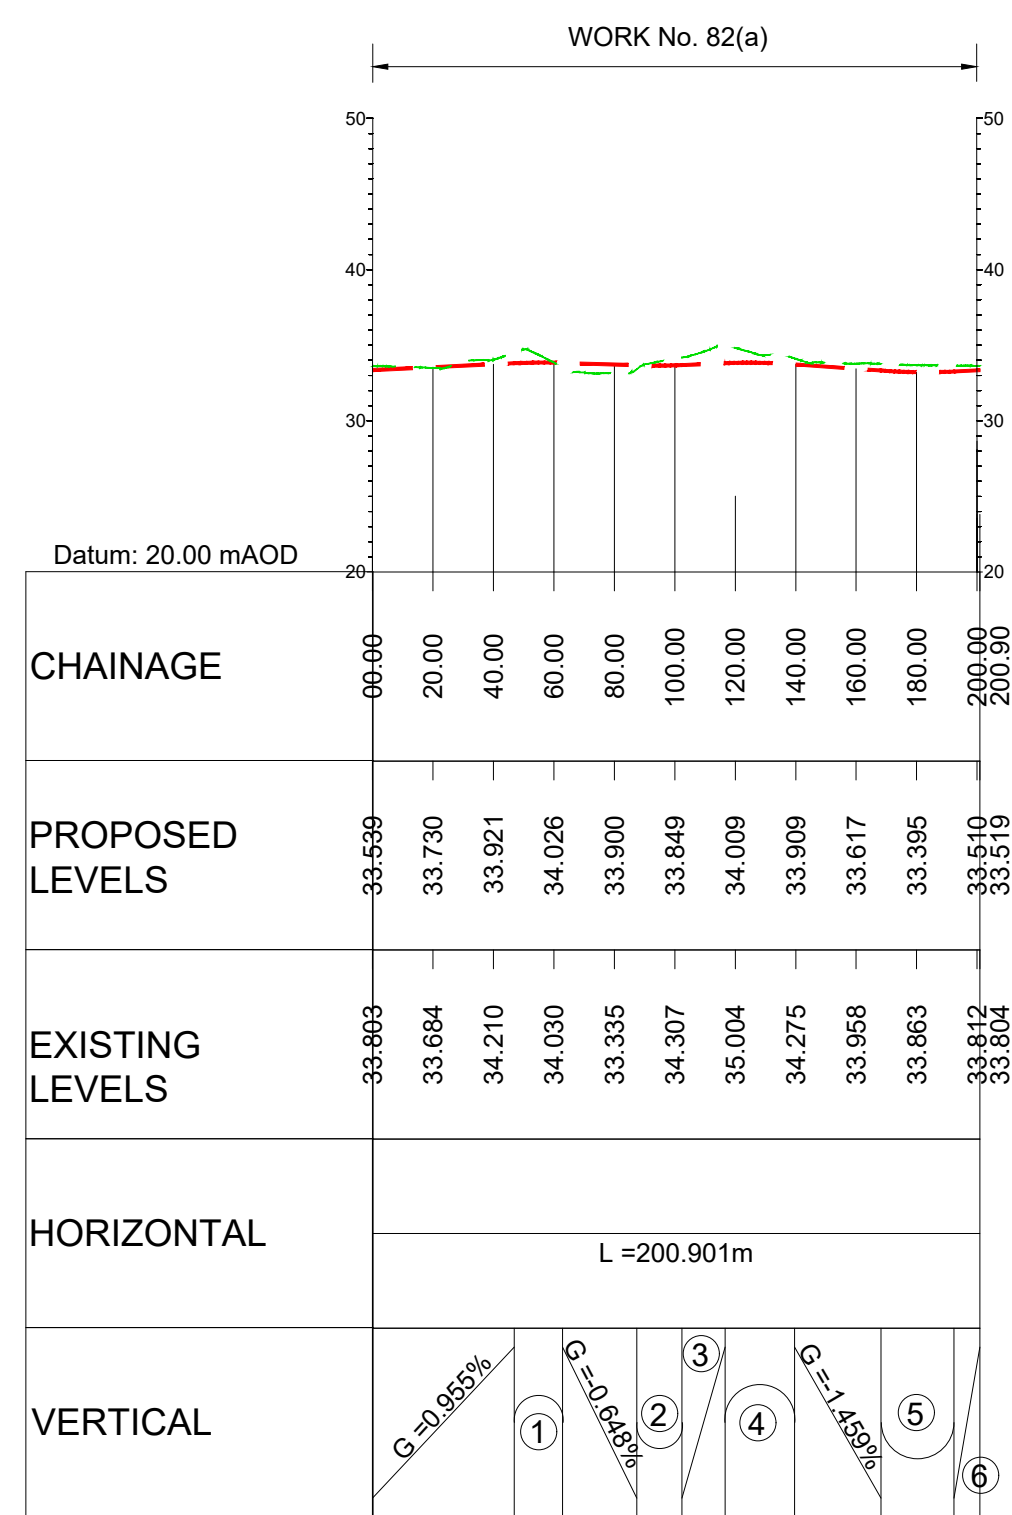 WORK No. 82(a)
50
50
40
40
30
30
Datum: 20.00 mAOD
20
20
CHAINAGE
00.00 20.00 40.00 60.00 80.00 100.00 120.00 140.00 160.00 180.00 200.00 200.90
PROPOSED
LEVELS
33.539 33.730 33.921 34.026 33.900 33.849 34.009 33.909 33.617 33.395 33.510 33.519
EXISTING
LEVELS
33.803 33.684 34.210 34.030 33.335 34.307 35.004 34.275 33.958 33.863 33.812 33.804
HORIZONTAL
L =200.901m
VERTICAL
G =0.955%
1
G =-0.648%
2
3
4
G =-1.459%
5
6